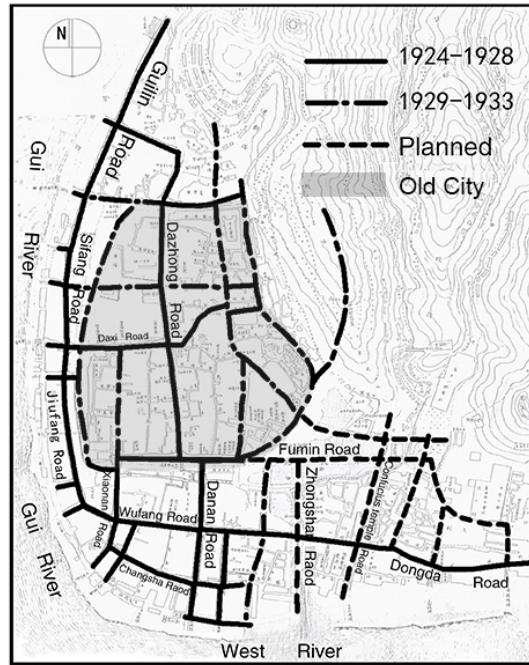 N
1924–1928
1929–1933
Planned
Old City
Guilin
Road
Gui
River
Sifang
Road
Dazhong
Road
Daxi Road
Jiufang Road
Fumin Road
Xiaonan
Road
Wufang Road
Danan
Road
Zhongshan
Raod
Confucius temple
Road
Gui
River
Changsha Raod
Dongda
Road
West River